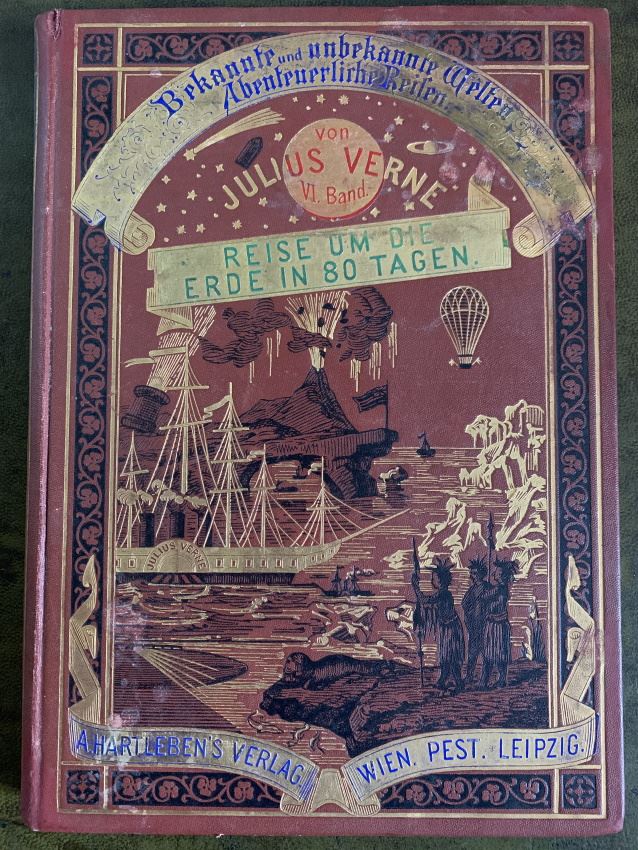 Bekannte und unbekannte Welten
Abenteuerliche Reisen.
von
JULIUS VERNE.
VI. Band.
REISE UM DIE
ERDE IN 80 TAGEN.
JULIUS VERNE
A. HARTLEBEN'S VERLAG.
WIEN. PEST. LEIPZIG.